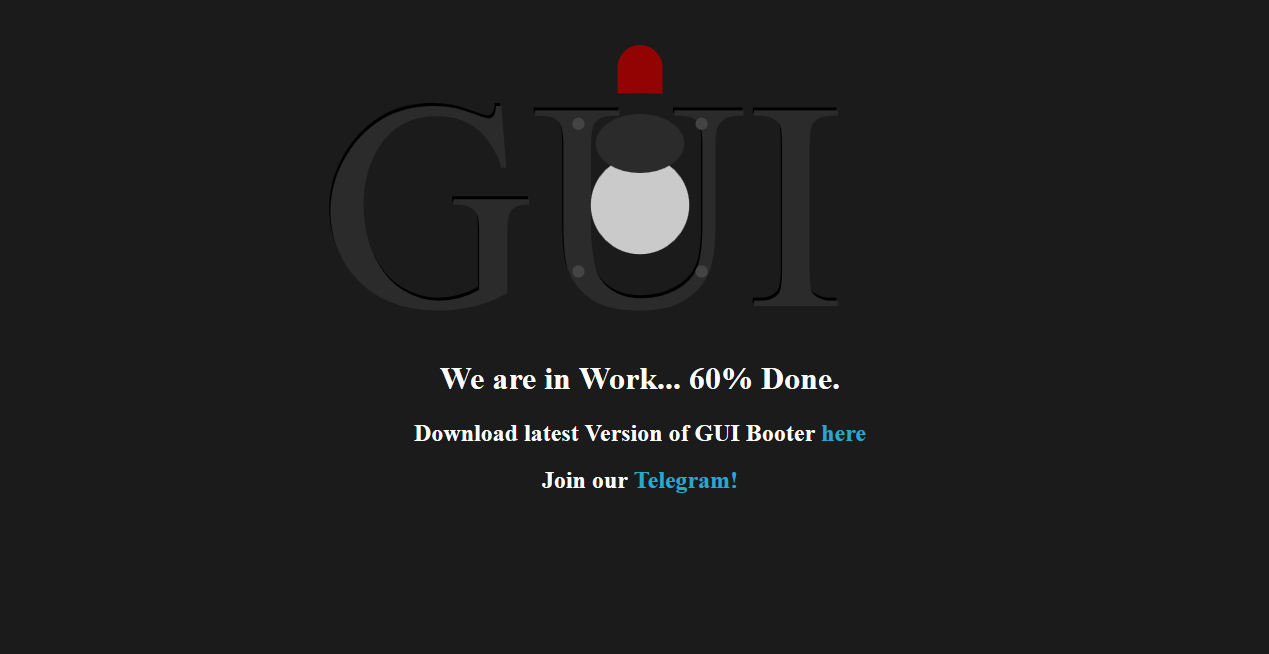 GUI
We are in Work... 60% Done.
Download latest Version of GUI Booter here
Join our Telegram!